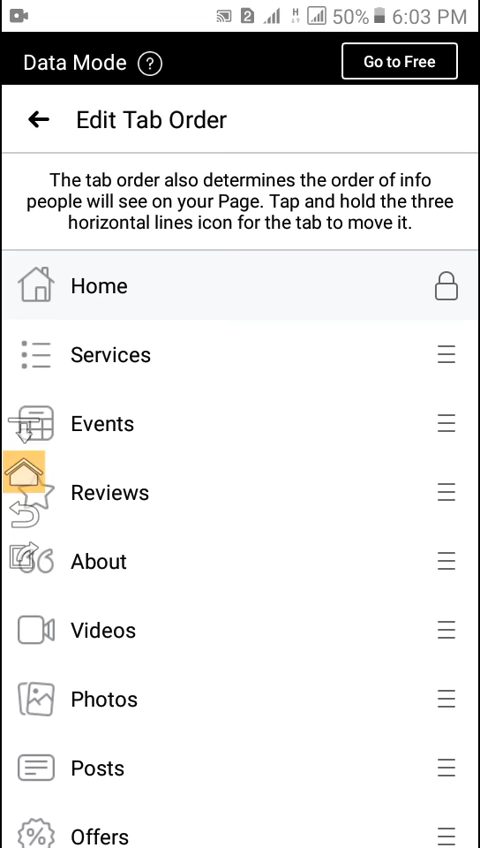 50% 6:03 PM
Data Mode ? Go to Free
Edit Tab Order
The tab order also determines the order of info
people will see on your Page. Tap and hold the three
horizontal lines icon for the tab to move it.
Home
Services
Events
Reviews
About
Videos
Photos
Posts
Offers